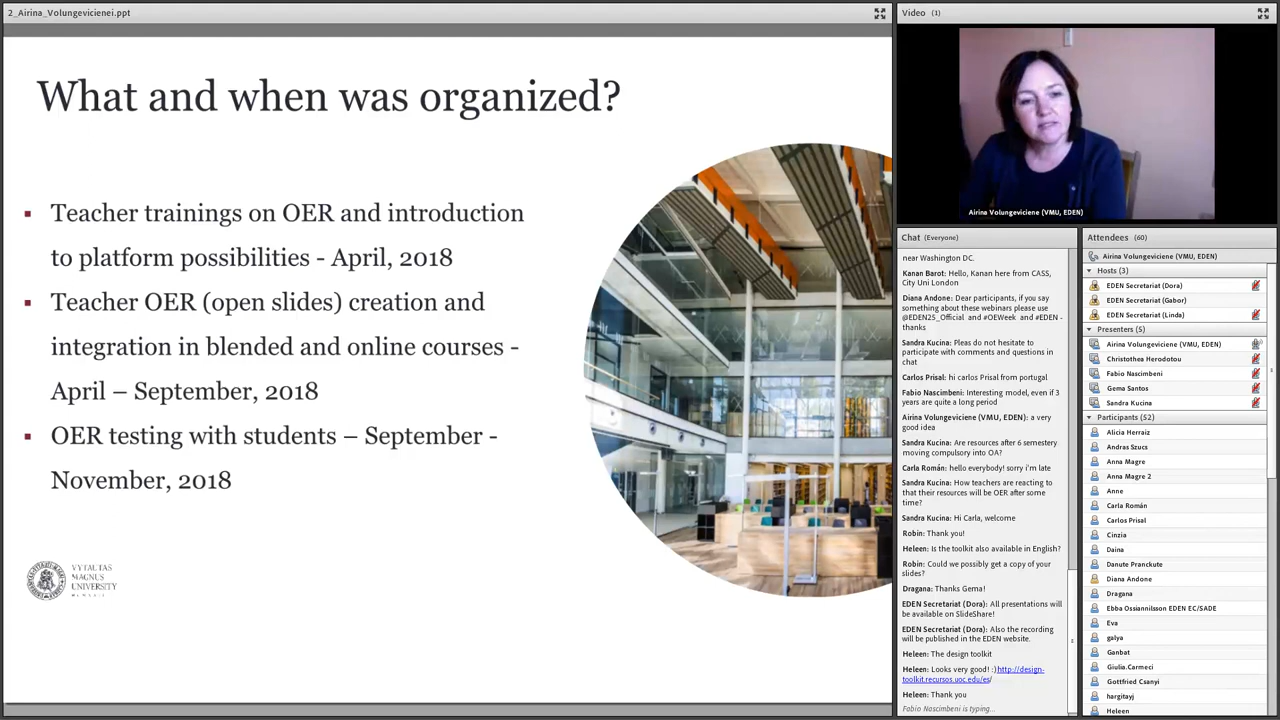 2_Airina_Volungevicienei.ppt
What and when was organized?
▪ Teacher trainings on OER and introduction
to platform possibilities - April, 2018
▪ Teacher OER (open slides) creation and
integration in blended and online courses -
April – September, 2018
▪ OER testing with students – September -
November, 2018
VYTAUTAS
MAGNUS
UNIVERSITY
Video (1)
Airina Volungeviciene (VMU, EDEN)
Chat (Everyone)
near Washington DC.
Kanan Barot: Hello, Kanan here from CASS,
City Uni London
Diana Andone: Dear participants, if you say
something about these webinars please use
@EDEN25_Official and #OEWeek and #EDEN -
thanks
Sandra Kucina: Pleas do not hesitate to
participate with comments and questions in
chat
Carlos Prisal: hi carlos Prisal from portugal
Fabio Nascimbeni: Interesting model, even if 3
years are quite a long period
Airina Volungeviciene (VMU, EDEN): a very
good idea
Sandra Kucina: Are resources after 6 semestery
moving compulsory into OA?
Carla Román: hello everybody! sorry i'm late
Sandra Kucina: How teachers are reacting to
that their resources will be OER after some
time?
Sandra Kucina: Hi Carla, welcome
Robin: Thank you!
Heleen: Is the toolkit also available in English?
Robin: Could we possibly get a copy of your
slides?
Dragana: Thanks Gema!
EDEN Secretariat (Dora): All presentations will
be available on SlideShare!
EDEN Secretariat (Dora): Also the recording
will be published in the EDEN website.
Heleen: The design toolkit
Heleen: Looks very good! :)http://design-
toolkit.recursos.uoc.edu/es/
Heleen: Thank you
Fabio Nascimbeni is typing...
Attendees (60)
Airina Volungeviciene (VMU, EDEN)
Hosts (3)
EDEN Secretariat (Dora)
EDEN Secretariat (Gabor)
EDEN Secretariat (Linda)
Presenters (5)
Airina Volungeviciene (VMU, EDEN)
Christothea Herodotou
Fabio Nascimbeni
Gema Santos
Sandra Kucina
Participants (52)
Alicia Herraiz
Andras Szucs
Anna Magre
Anna Magre 2
Anne
Carla Román
Carlos Prisal
Cinzia
Daina
Danute Pranckute
Diana Andone
Dragana
Ebba Ossiannilsson EDEN EC/SADE
Eva
galya
Ganbat
Giulia.Carmeci
Gottfried Csanyi
hargitayj
Heleen